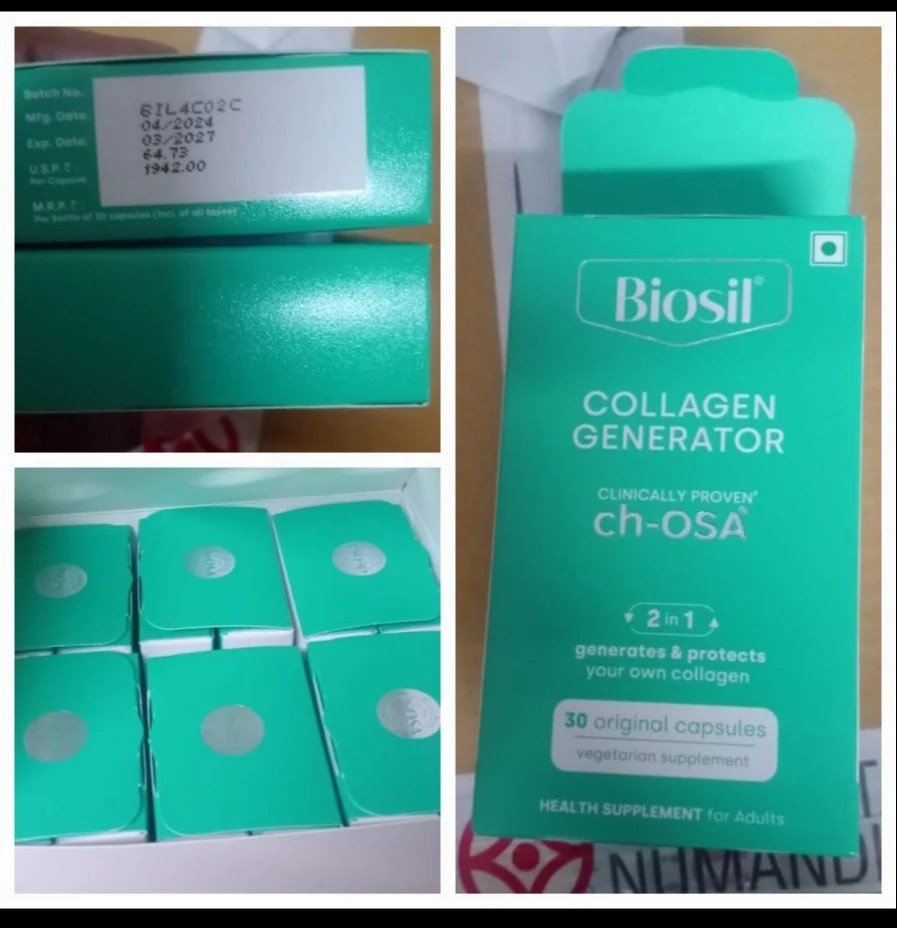 Batch No.:
Mfg. Date:
Exp. Date:
U.S.P. ₹ :
Per Capsule
M.R.P. ₹ :
Per bottle of 30 capsules (Incl. of all taxes)
BIL4C02C
04/2024
03/2027
64.73
1942.00
Biosil®
COLLAGEN
GENERATOR
CLINICALLY PROVEN*
ch-OSA®
2 in 1
generates & protects
your own collagen
30 original capsules
vegetarian supplement
HEALTH SUPPLEMENT for Adults